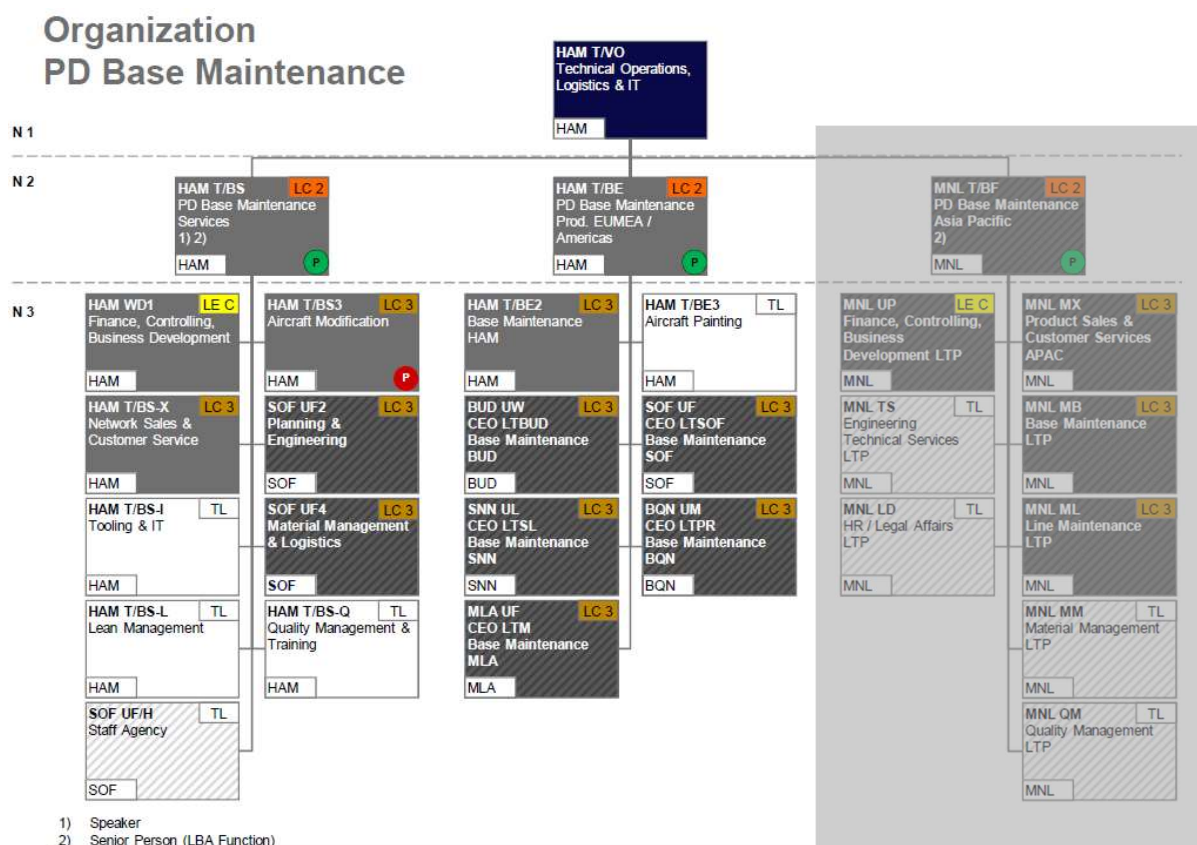 Organization
PD Base Maintenance
HAM T/VO
Technical Operations,
Logistics & IT
HAM
N 1
N 2
HAM T/BS LC 2
PD Base Maintenance
Services
1) 2)
HAM P
HAM T/BE LC 2
PD Base Maintenance
Prod. EUMEA /
Americas
HAM P
MNL T/BF LC 2
PD Base Maintenance
Asia Pacific
2)
MNL P
N 3
HAM WD1 LE C
Finance, Controlling,
Business Development
HAM
HAM T/BS3 LC 3
Aircraft Modification
HAM P
HAM T/BS-X LC 3
Network Sales &
Customer Service
HAM
SOF UF2 LC 3
Planning &
Engineering
SOF
HAM T/BS-I TL
Tooling & IT
HAM
SOF UF4 LC 3
Material Management
& Logistics
SOF
HAM T/BS-L TL
Lean Management
HAM
HAM T/BS-Q TL
Quality Management &
Training
HAM
SOF UF/H TL
Staff Agency
SOF
HAM T/BE2 LC 3
Base Maintenance
HAM
HAM
HAM T/BE3 TL
Aircraft Painting
HAM
BUD UW LC 3
CEO LTBUD
Base Maintenance
BUD
BUD
SOF UF LC 3
CEO LTSOF
Base Maintenance
SOF
SOF
SNN UL LC 3
CEO LTSL
Base Maintenance
SNN
SNN
BQN UM LC 3
CEO LTPR
Base Maintenance
BQN
BQN
MLA UF LC 3
CEO LTM
Base Maintenance
MLA
MLA
MNL UP LE C
Finance, Controlling,
Business
Development LTP
MNL
MNL MX LC 3
Product Sales &
Customer Services
APAC
MNL
MNL TS TL
Engineering
Technical Services
LTP
MNL
MNL MB LC 3
Base Maintenance
LTP
MNL
MNL LD TL
HR / Legal Affairs
LTP
MNL
MNL ML LC 3
Line Maintenance
LTP
MNL
MNL MM TL
Material Management
LTP
MNL
MNL QM TL
Quality Management
LTP
MNL
1) Speaker
2) Senior Person (LBA Function)